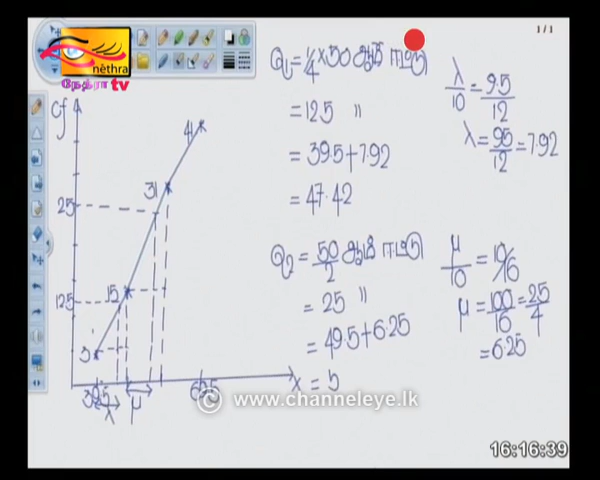 1/1
nethra
நேத்ரா tv
Q₁ = ¼ × 50 ஆம் ஈட்டு
= 12.5 "
= 39.5 + 7.92
= 47.42
λ/10 = 9.5/12
λ = 95/12 = 7.92
Q₂ = 50/2 ஆம் ஈட்டு
= 25 "
= 49.5 + 6.25
= 5
μ/10 = 10/16
μ = 100/16 = 25/4
= 6.25
Cf
41
31
25
15
12.5
3
39.5
69.5
x
λ
μ
© www.channeleye.lk
16:16:39